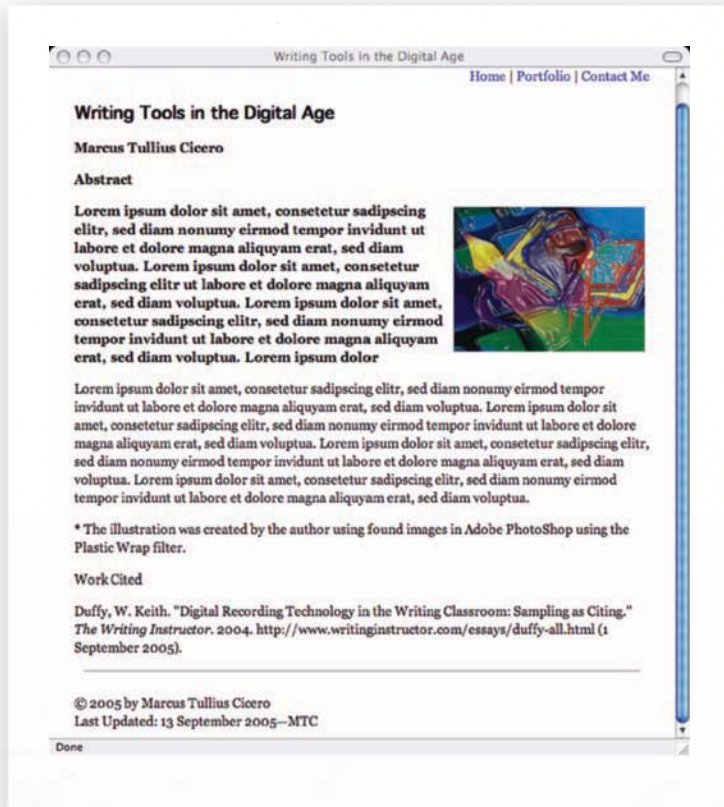 Writing Tools in the Digital Age
Home | Portfolio | Contact Me
Writing Tools in the Digital Age
Marcus Tullius Cicero
Abstract
Lorem ipsum dolor sit amet, consetetur sadipscing
elitr, sed diam nonumy eirmod tempor invidunt ut
labore et dolore magna aliquyam erat, sed diam
voluptua. Lorem ipsum dolor sit amet, consetetur
sadipscing elitr ut labore et dolore magna aliquyam
erat, sed diam voluptua. Lorem ipsum dolor sit amet,
consetetur sadipscing elitr, sed diam nonumy eirmod
tempor invidunt ut labore et dolore magna aliquyam
erat, sed diam voluptua. Lorem ipsum dolor
Lorem ipsum dolor sit amet, consetetur sadipscing elitr, sed diam nonumy eirmod tempor
invidunt ut labore et dolore magna aliquyam erat, sed diam voluptua. Lorem ipsum dolor sit
amet, consetetur sadipscing elitr, sed diam nonumy eirmod tempor invidunt ut labore et dolore
magna aliquyam erat, sed diam voluptua. Lorem ipsum dolor sit amet, consetetur sadipscing elitr,
sed diam nonumy eirmod tempor invidunt ut labore et dolore magna aliquyam erat, sed diam
voluptua. Lorem ipsum dolor sit amet, consetetur sadipscing elitr, sed diam nonumy eirmod
tempor invidunt ut labore et dolore magna aliquyam erat, sed diam voluptua.
* The illustration was created by the author using found images in Adobe PhotoShop using the
Plastic Wrap filter.
Work Cited
Duffy, W. Keith. "Digital Recording Technology in the Writing Classroom: Sampling as Citing."
The Writing Instructor. 2004. http://www.writinginstructor.com/essays/duffy-all.html (1
September 2005).
© 2005 by Marcus Tullius Cicero
Last Updated: 13 September 2005—MTC
Done